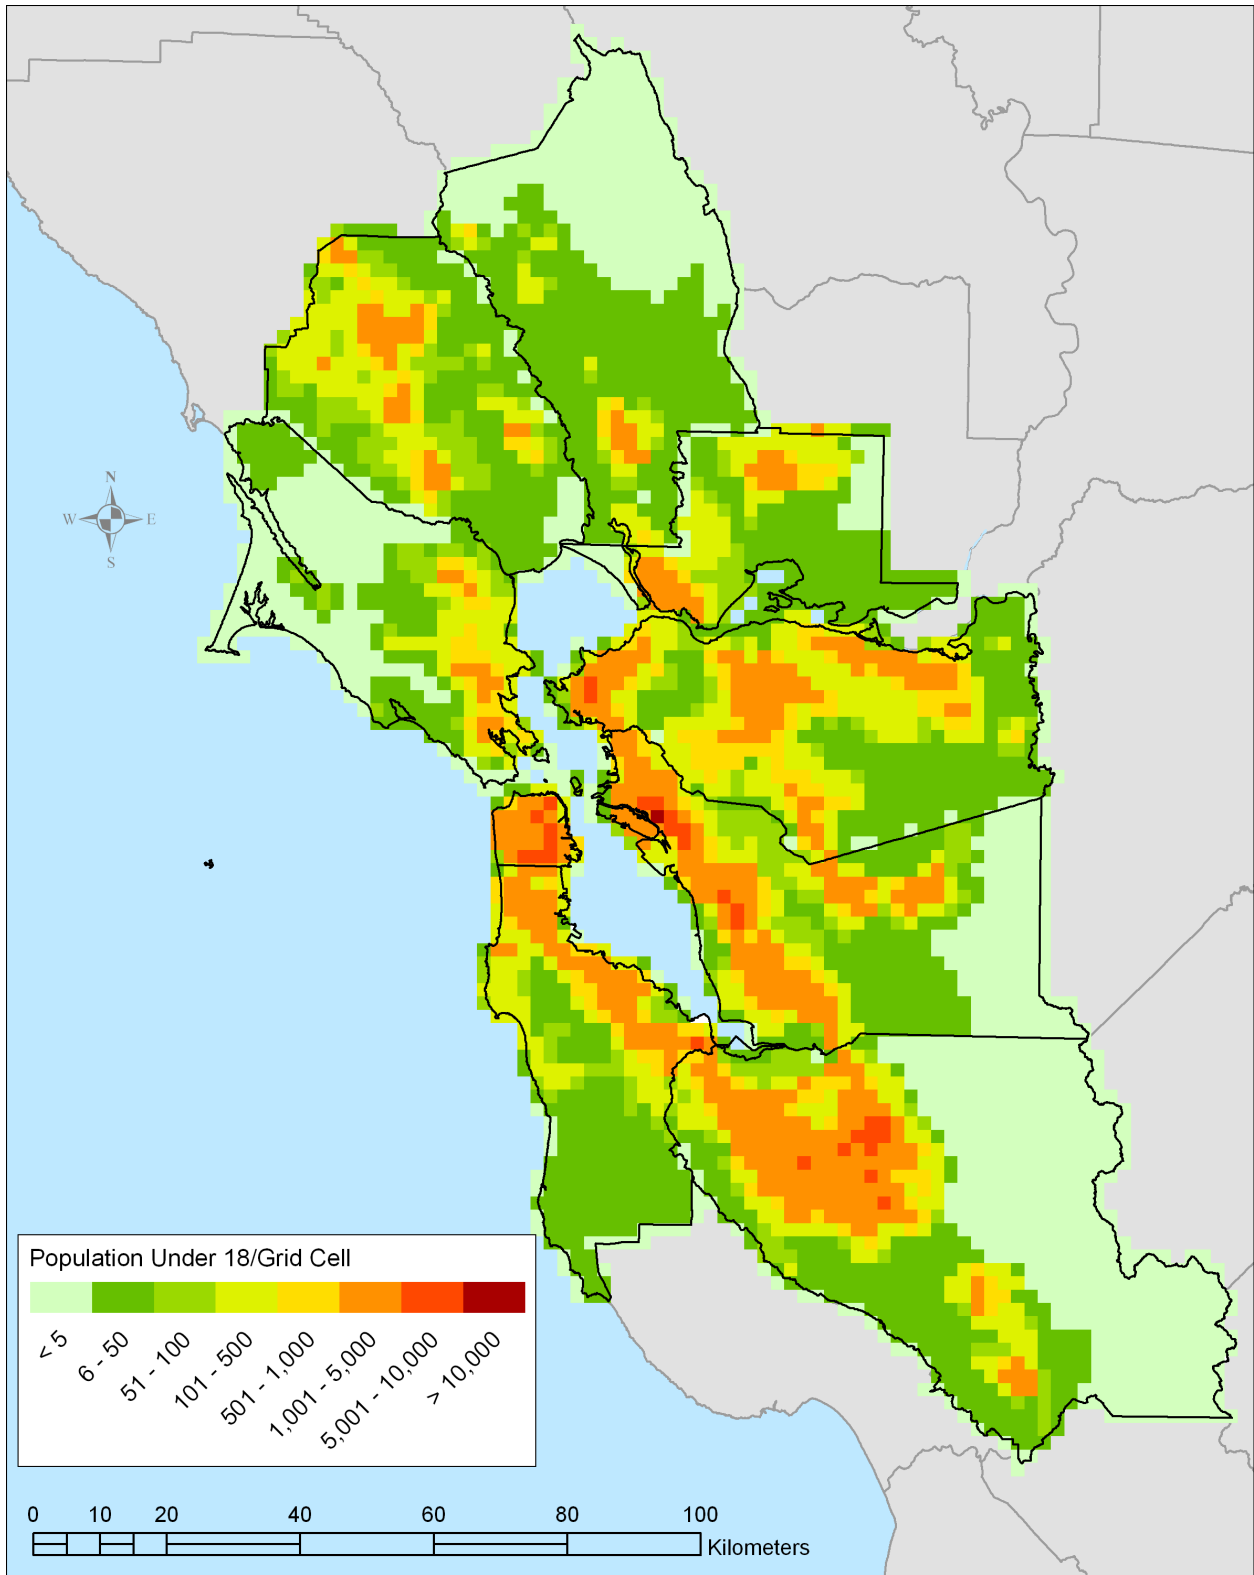 N
W E
S
Population Under 18/Grid Cell
< 5
6 - 50
51 - 100
101 - 500
501 - 1,000
1,001 - 5,000
5,001 - 10,000
> 10,000
0 10 20 40 60 80 100
Kilometers